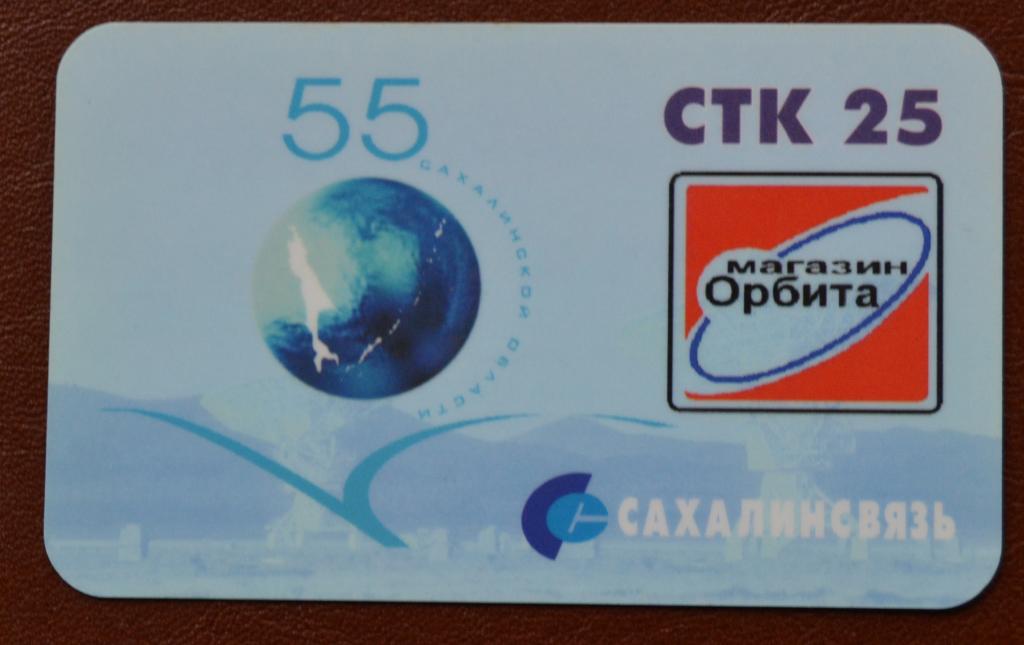 55
САХАЛИНСКОЙ ОБЛАСТИ
СТК 25
магазин
Орбита
САХАЛИНСВЯЗЬ